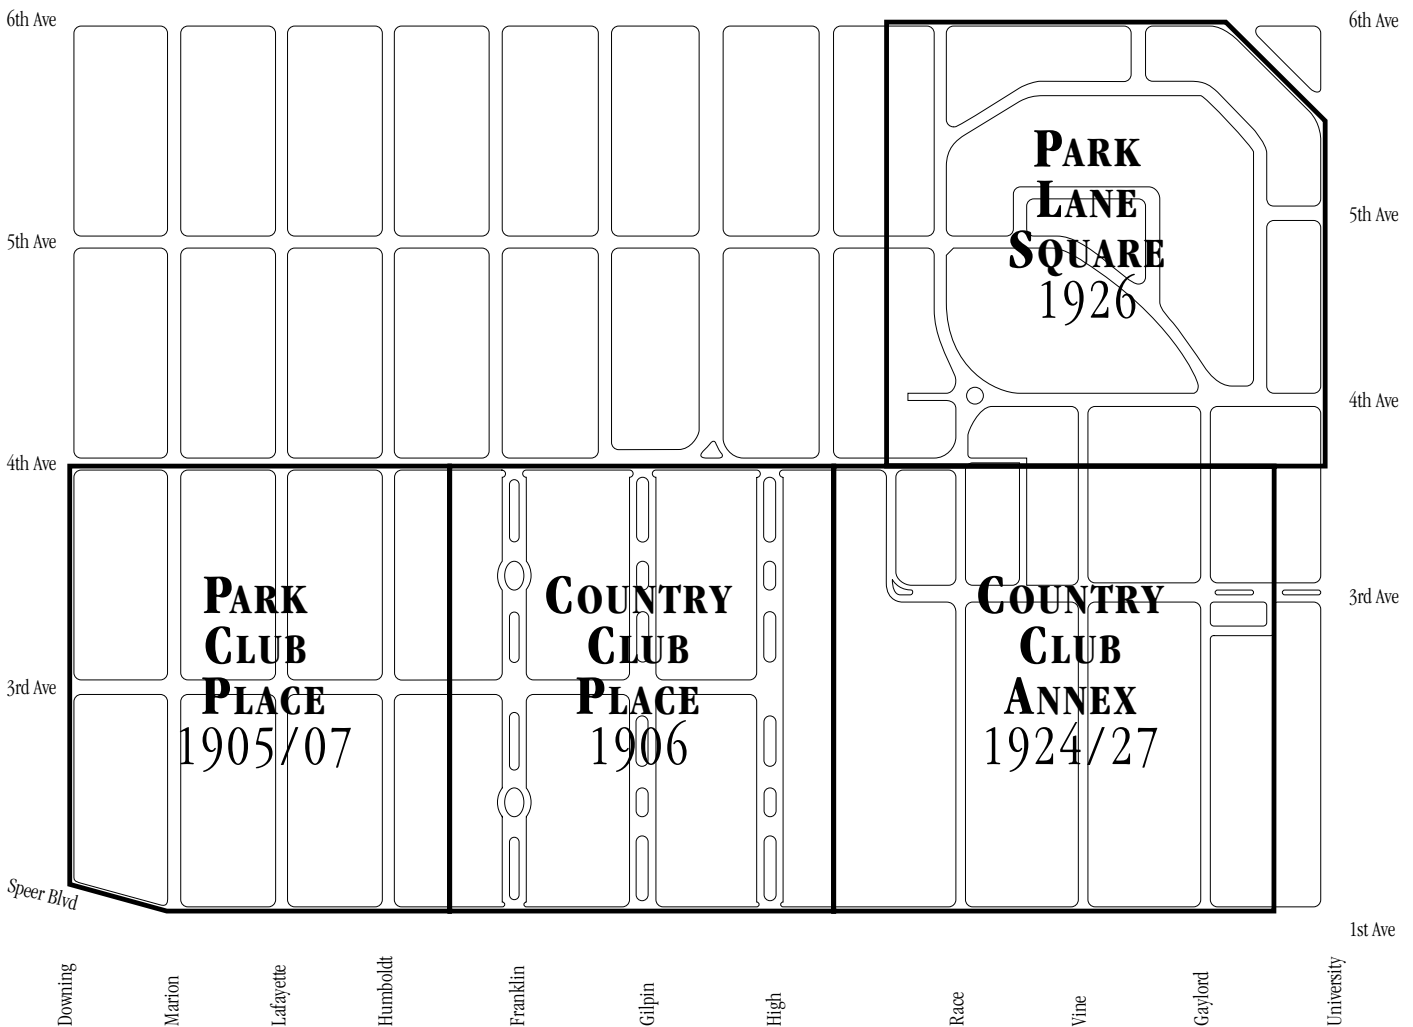 6th Ave
6th Ave
PARK
LANE
SQUARE
1926
5th Ave
5th Ave
4th Ave
4th Ave
PARK
CLUB
PLACE
1905/07
COUNTRY
CLUB
PLACE
1906
COUNTRY
CLUB
ANNEX
1924/27
3rd Ave
3rd Ave
Speer Blvd
1st Ave
Downing
Marion
Lafayette
Humboldt
Franklin
Gilpin
High
Race
Vine
Gaylord
University